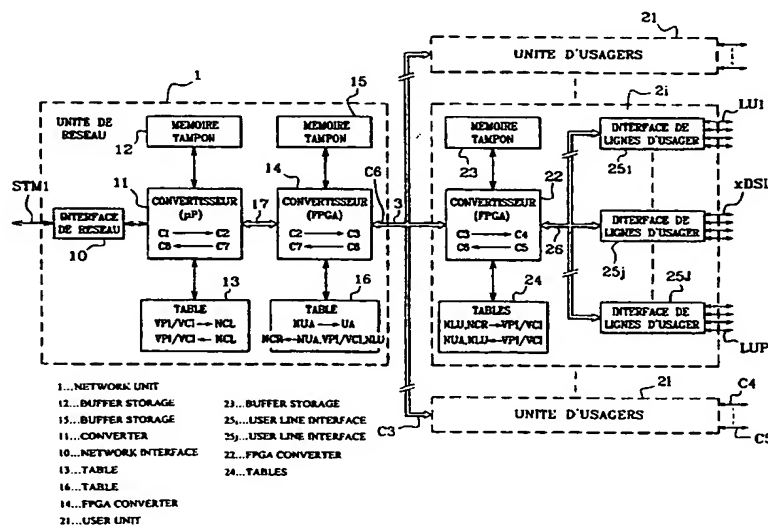 21
UNITE D'USAGERS
1
15
2i
UNITE DE
RESEAU
MEMOIRE
TAMPON
12
MEMOIRE
TAMPON
MEMOIRE
TAMPON
23
INTERFACE DE
LIGNES D'USAGER
25i
LU1
STM1
11
14
C6
3
22
INTERFACE
DE RESEAU
10
CONVERTISSEUR
(µP)
C1 → C2
C8 ← C7
17
CONVERTISSEUR
(FPGA)
C2 → C3
C7 ← C6
CONVERTISSEUR
(FPGA)
C3 → C4
C6 ← C5
26
INTERFACE DE
LIGNES D'USAGER
25j
xDSL
13
TABLE
VPI/VCI → NCL
VPI/VCI ← NCL
16
TABLE
NUA → UA
NCR ↔ NUA,VPI/VCI,NLU
24
TABLES
NLU,NCR → VPI/VCI
NUA,NLU → VPI/VCI
25J
INTERFACE DE
LIGNES D'USAGER
LUP
21
UNITE D'USAGERS
C3
C4
C5
1...NETWORK UNIT
12...BUFFER STORAGE
15...BUFFER STORAGE
11...CONVERTER
10...NETWORK INTERFACE
13...TABLE
16...TABLE
14...FPGA CONVERTER
21...USER UNIT
23...BUFFER STORAGE
25i...USER LINE INTERFACE
25j...USER LINE INTERFACE
22...FPGA CONVERTER
24...TABLES